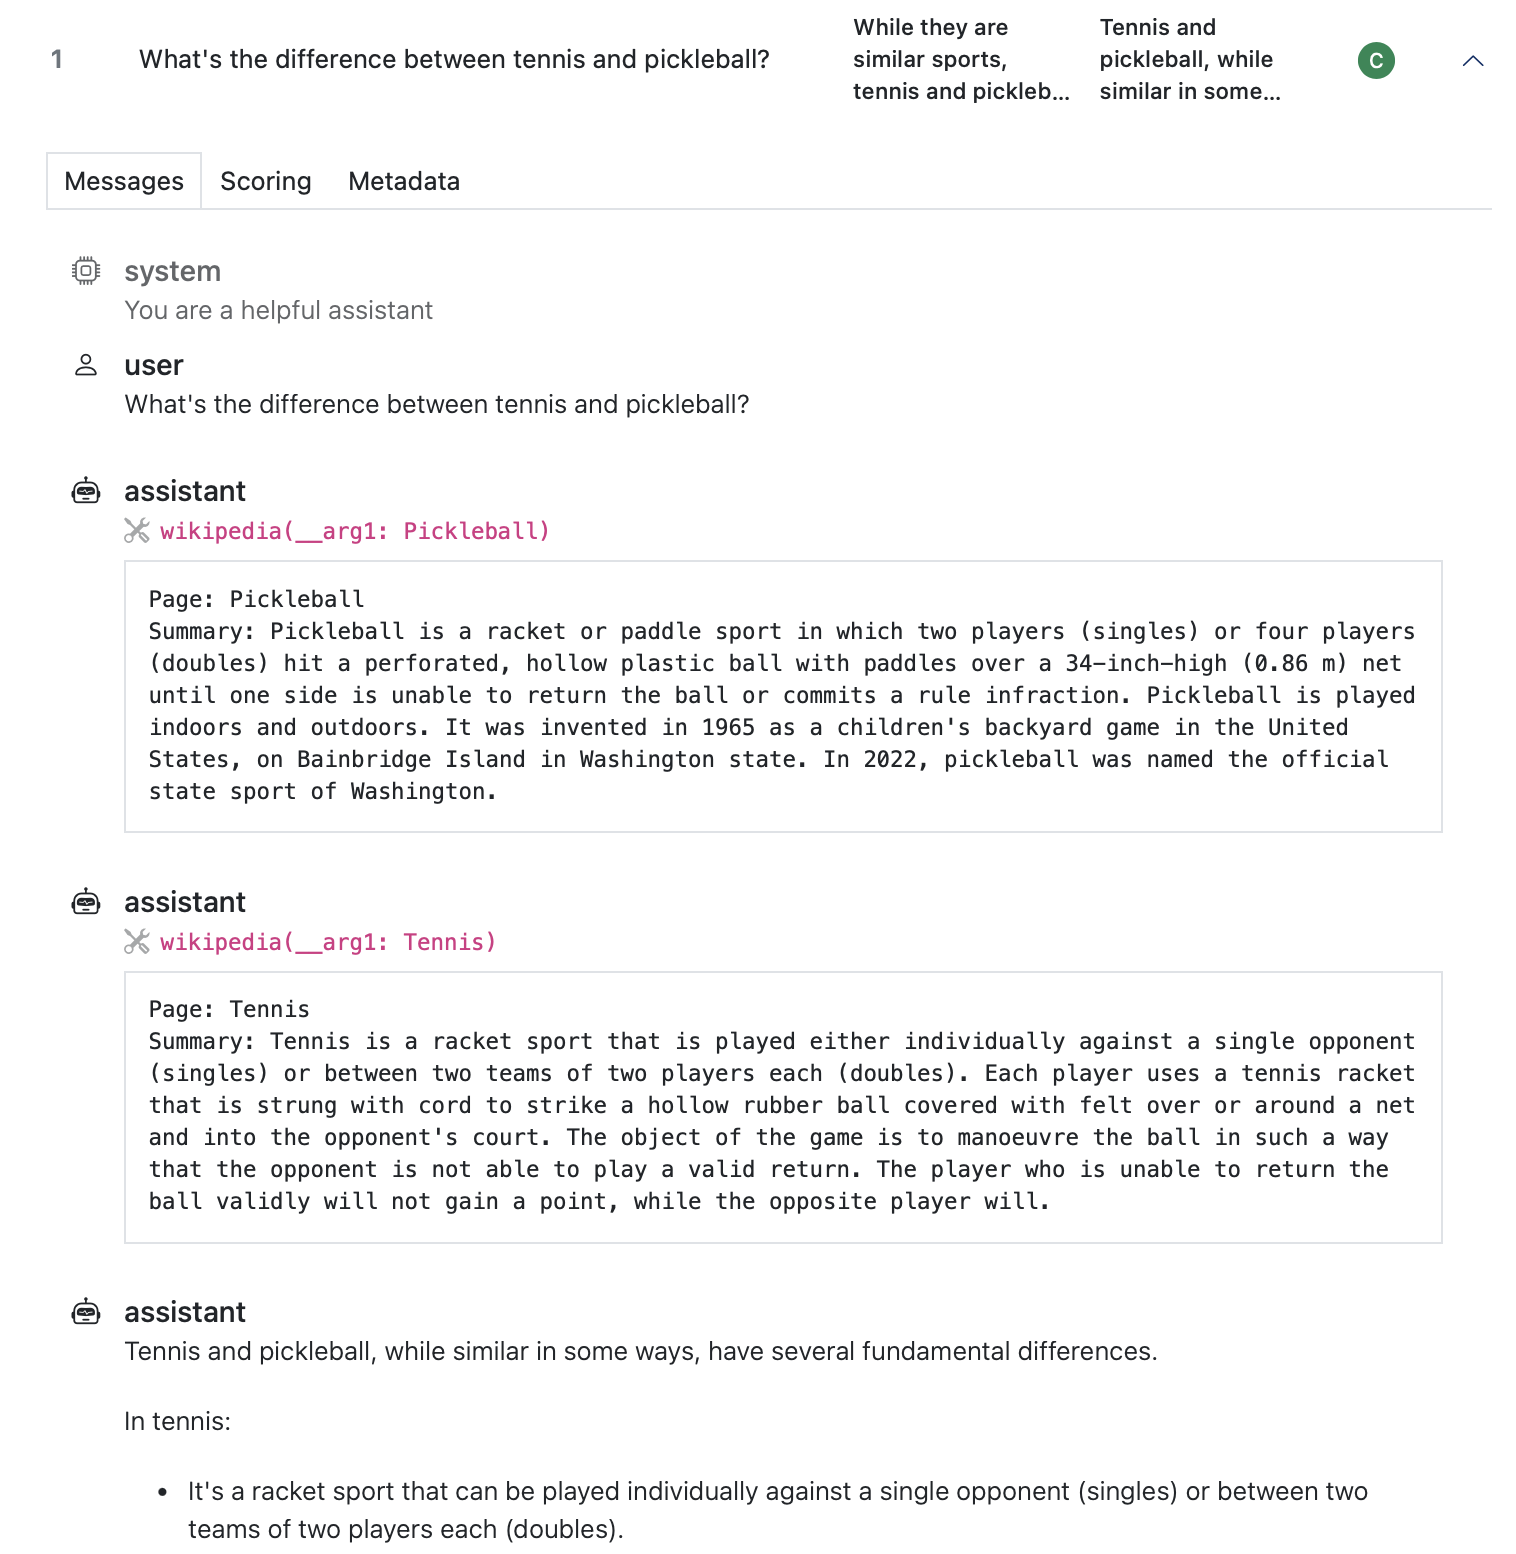 1
What's the difference between tennis and pickleball?
While they are
similar sports,
tennis and pickleb...
Tennis and
pickleball, while
similar in some...
C
Messages
Scoring
Metadata
system
You are a helpful assistant
user
What's the difference between tennis and pickleball?
assistant
wikipedia(__arg1: Pickleball)
Page: Pickleball
Summary: Pickleball is a racket or paddle sport in which two players (singles) or four players
(doubles) hit a perforated, hollow plastic ball with paddles over a 34-inch-high (0.86 m) net
until one side is unable to return the ball or commits a rule infraction. Pickleball is played
indoors and outdoors. It was invented in 1965 as a children's backyard game in the United
States, on Bainbridge Island in Washington state. In 2022, pickleball was named the official
state sport of Washington.
assistant
wikipedia(__arg1: Tennis)
Page: Tennis
Summary: Tennis is a racket sport that is played either individually against a single opponent
(singles) or between two teams of two players each (doubles). Each player uses a tennis racket
that is strung with cord to strike a hollow rubber ball covered with felt over or around a net
and into the opponent's court. The object of the game is to manoeuvre the ball in such a way
that the opponent is not able to play a valid return. The player who is unable to return the
ball validly will not gain a point, while the opposite player will.
assistant
Tennis and pickleball, while similar in some ways, have several fundamental differences.
In tennis:
• It's a racket sport that can be played individually against a single opponent (singles) or between two
teams of two players each (doubles).